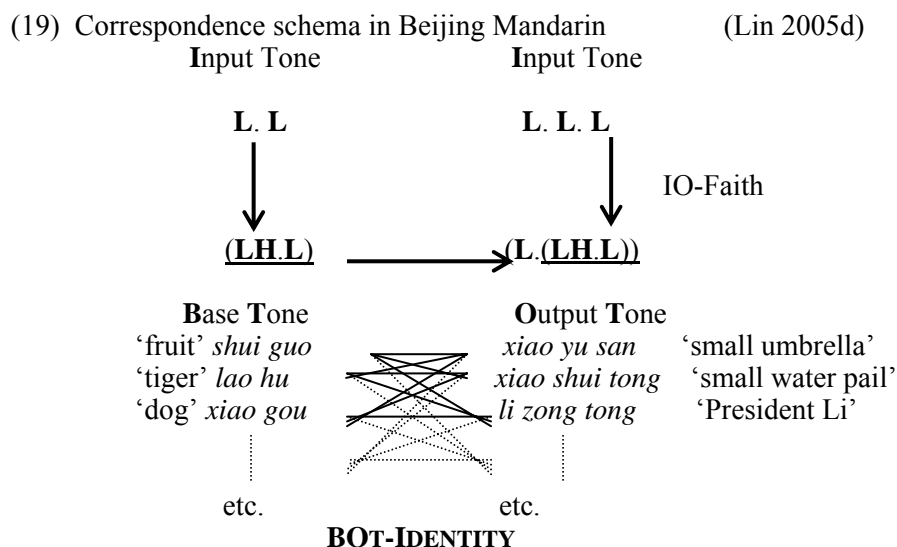 (19) Correspondence schema in Beijing Mandarin (Lin 2005d)
Input Tone Input Tone
L. L L. L. L
IO-Faith
(LH.L) (L.(LH.L))
Base Tone Output Tone
‘fruit’ shui guo xiao yu san ‘small umbrella’
‘tiger’ lao hu xiao shui tong ‘small water pail’
‘dog’ xiao gou li zong tong ‘President Li’
etc. etc.
BOT-IDENTITY